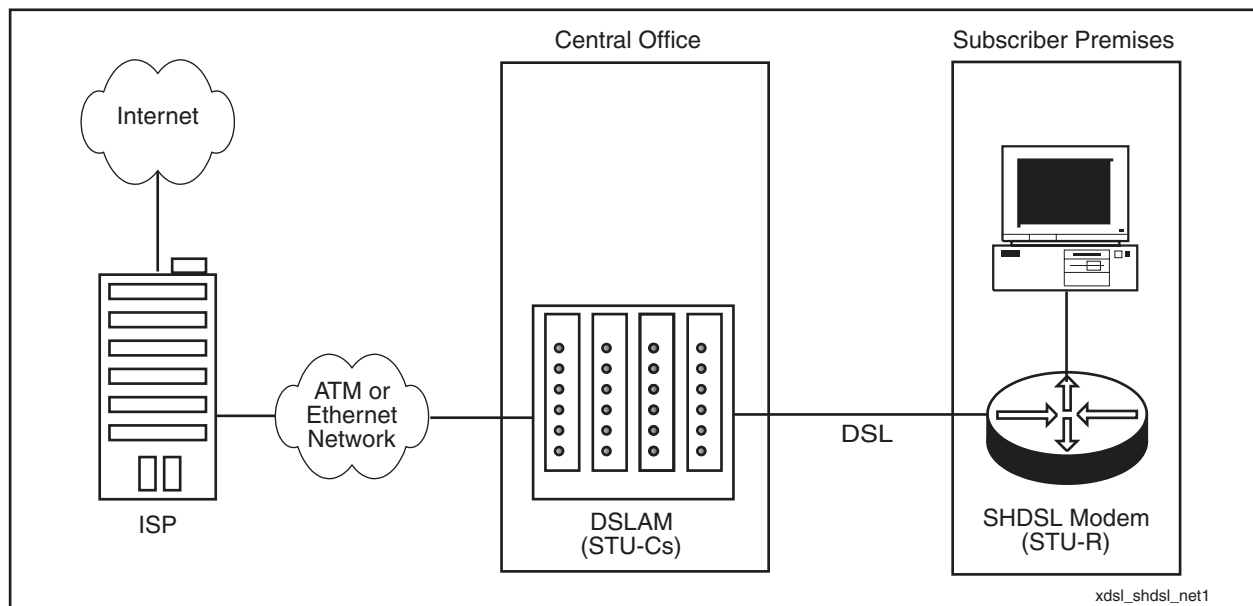 Central Office
Subscriber Premises
Internet
ATM or
Ethernet
Network
DSL
ISP
DSLAM
(STU-Cs)
SHDSL Modem
(STU-R)
xdsl_shdsl_net1